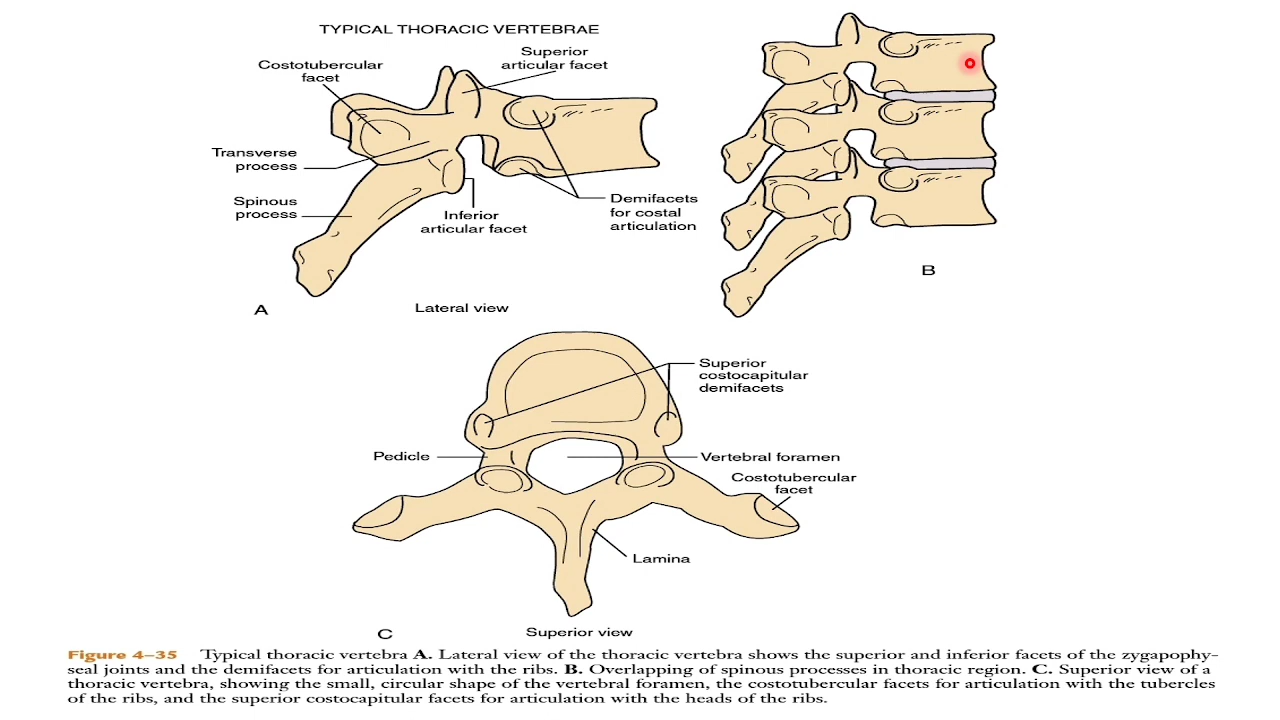 TYPICAL THORACIC VERTEBRAE
Superior
articular facet
Costotubercular
facet
Transverse
process
Spinous
process
Inferior
articular facet
Demifacets
for costal
articulation
A
Lateral view
B
Superior
costocapitular
demifacets
Pedicle
Vertebral foramen
Costotubercular
facet
Lamina
C
Superior view
Figure 4–35 Typical thoracic vertebra A. Lateral view of the thoracic vertebra shows the superior and inferior facets of the zygapophy-
seal joints and the demifacets for articulation with the ribs. B. Overlapping of spinous processes in thoracic region. C. Superior view of a
thoracic vertebra, showing the small, circular shape of the vertebral foramen, the costotubercular facets for articulation with the tubercles
of the ribs, and the superior costocapitular facets for articulation with the heads of the ribs.